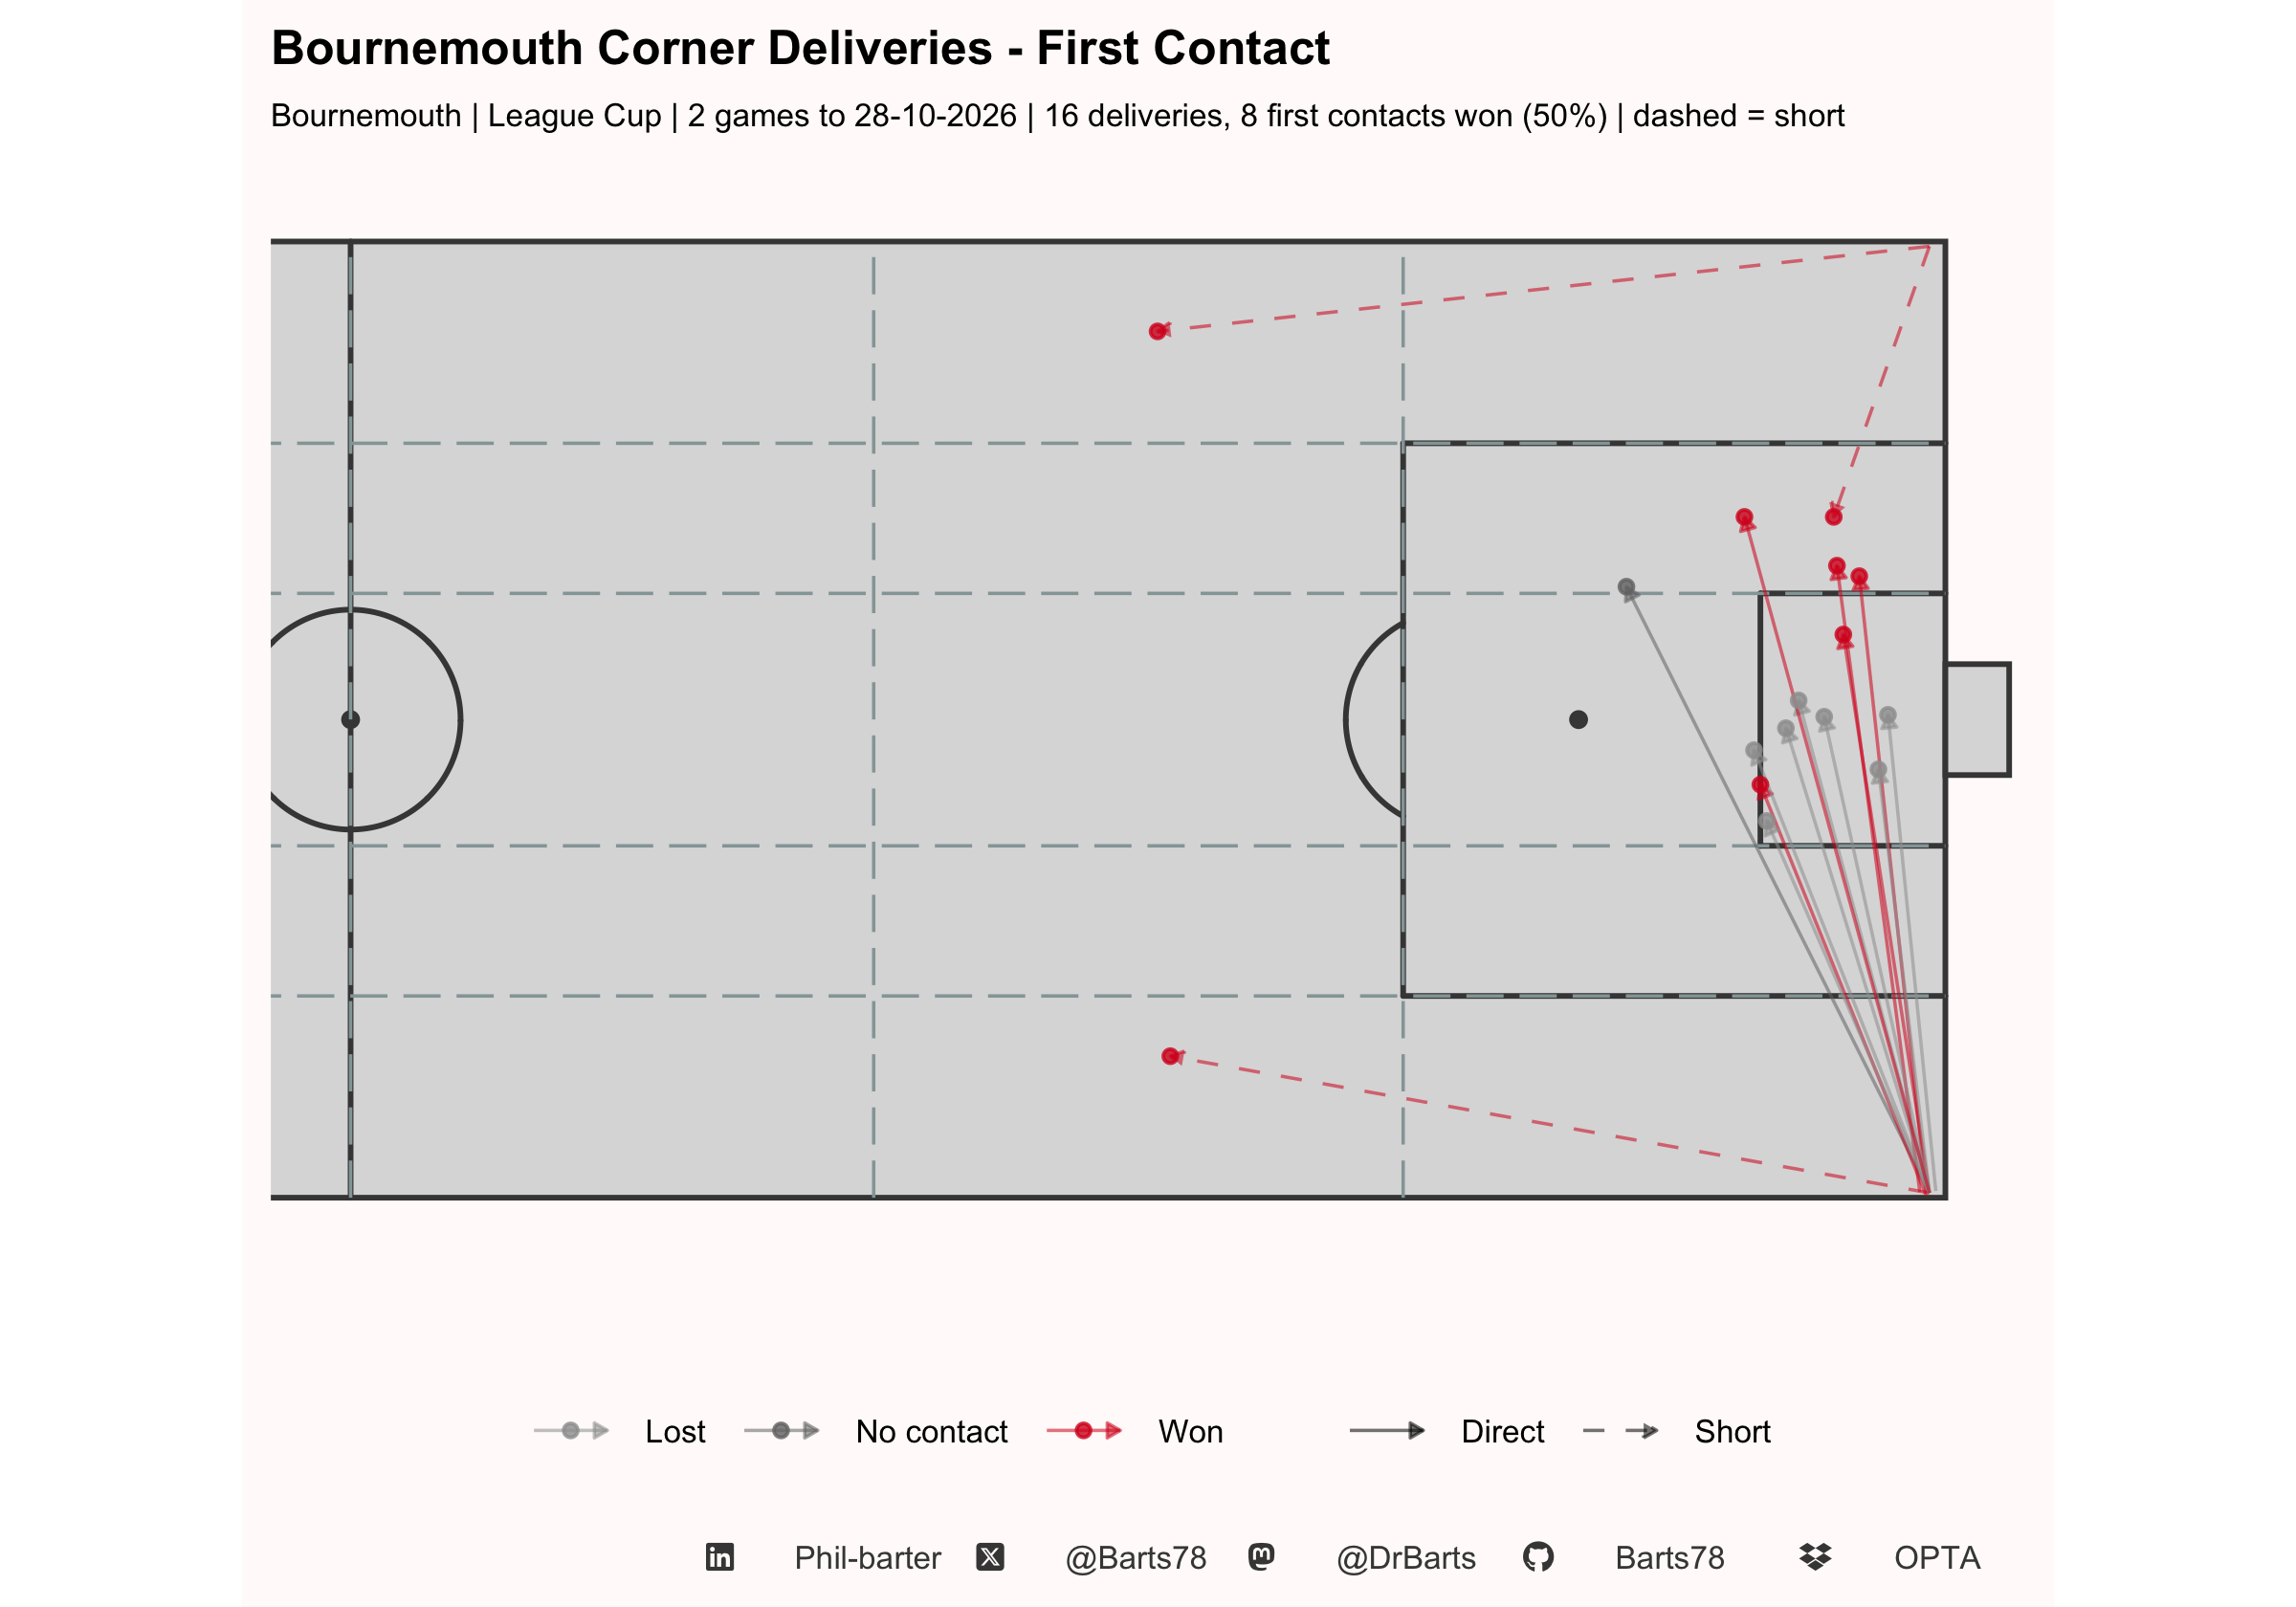 Bournemouth Corner Deliveries - First Contact
Bournemouth | League Cup | 2 games to 28-10-2026 | 16 deliveries, 8 first contacts won (50%) | dashed = short
Lost No contact Won Direct Short
Phil-barter @Barts78 @DrBarts Barts78 OPTA